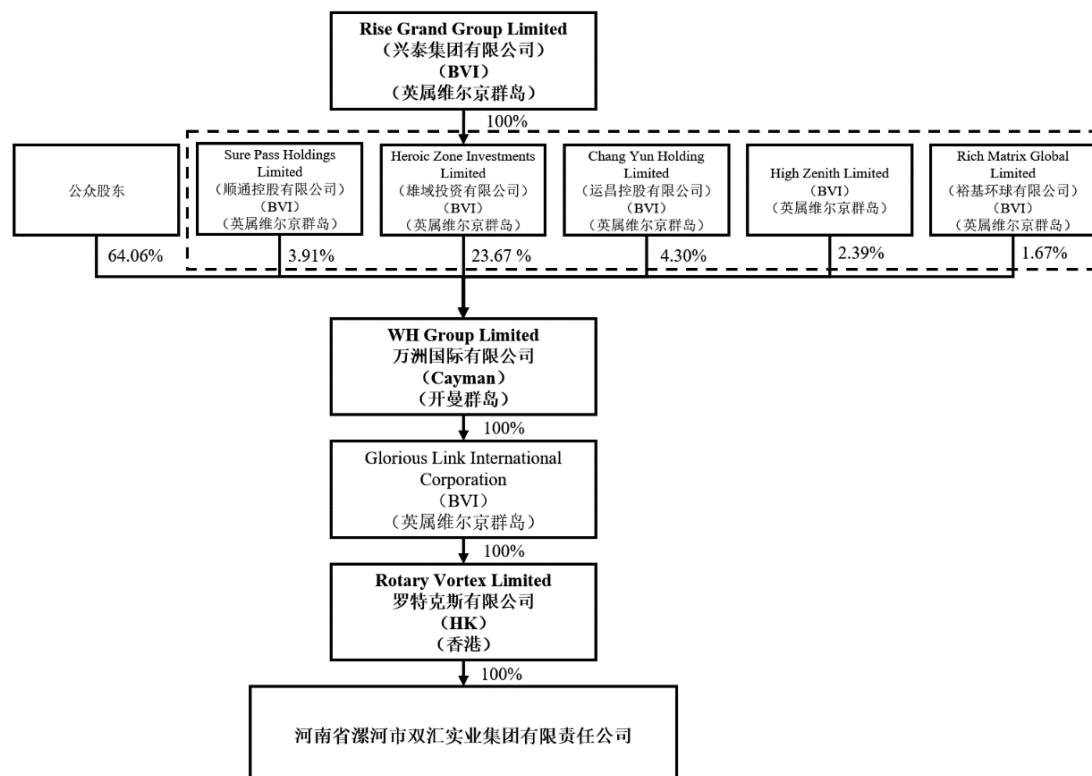 Rise Grand Group Limited
（兴泰集团有限公司）
（BVI）
（英属维尔京群岛）
100%
公众股东
Sure Pass Holdings
Limited
（顺通控股有限公司）
（BVI）
（英属维尔京群岛）
Heroic Zone Investments
Limited
（雄域投资有限公司）
（BVI）
（英属维尔京群岛）
Chang Yun Holding
Limited
（运昌控股有限公司）
（BVI）
（英属维尔京群岛）
High Zenith Limited
（BVI）
（英属维尔京群岛）
Rich Matrix Global
Limited
（裕基环球有限公司）
（BVI）
（英属维尔京群岛）
64.06%
3.91%
23.67 %
4.30%
2.39%
1.67%
WH Group Limited
万洲国际有限公司
（Cayman）
（开曼群岛）
100%
Glorious Link International
Corporation
（BVI）
（英属维尔京群岛）
100%
Rotary Vortex Limited
罗特克斯有限公司
（HK）
（香港）
100%
河南省漯河市双汇实业集团有限责任公司